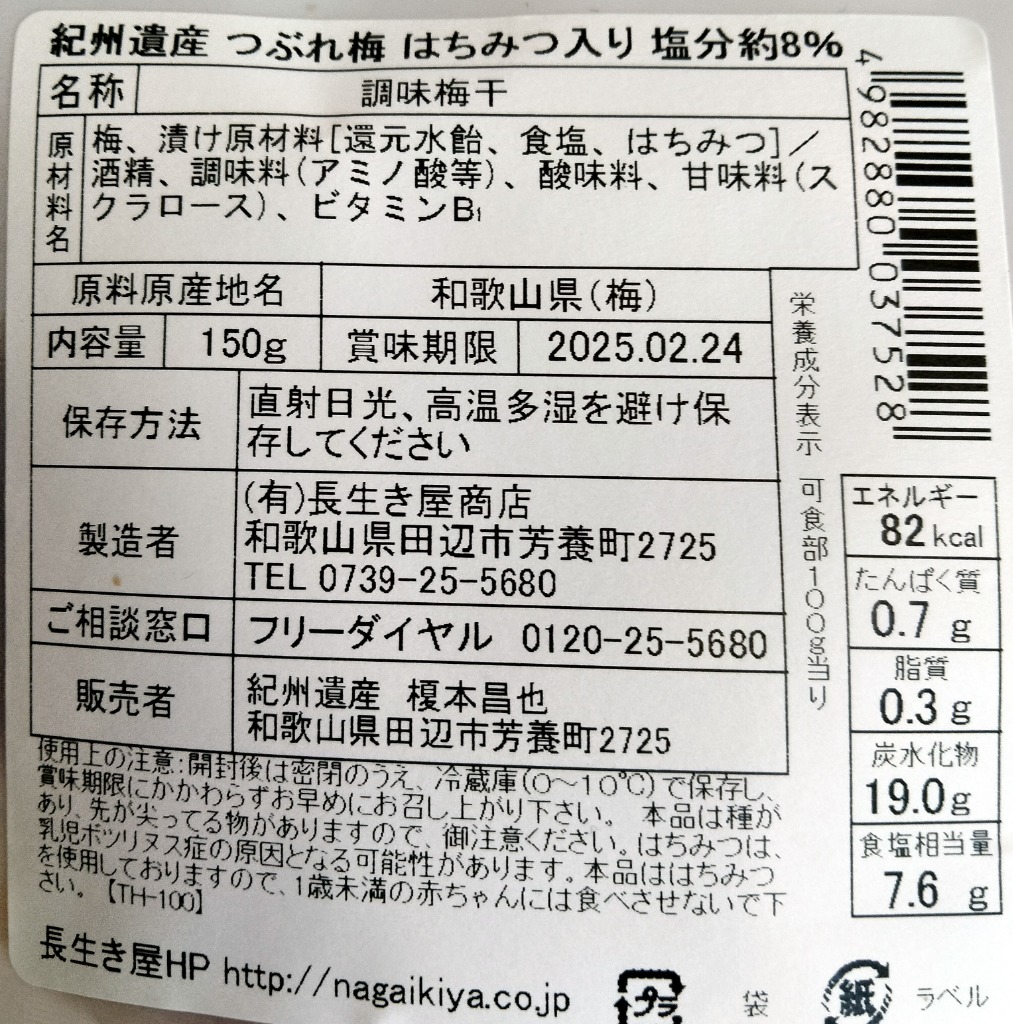 紀州遺産 つぶれ梅 はちみつ入り 塩分約8%
名称 調味梅干
原材料名
梅、漬け原材料[還元水飴、食塩、はちみつ]/
酒精、調味料(アミノ酸等)、酸味料、甘味料(ス
クラロース)、ビタミンB₁
原料原産地名 和歌山県(梅)
内容量 150g 賞味期限 2025.02.24
保存方法
直射日光、高温多湿を避け保
存してください
製造者
(有)長生き屋商店
和歌山県田辺市芳養町2725
TEL 0739-25-5680
ご相談窓口 フリーダイヤル 0120-25-5680
販売者
紀州遺産 榎本昌也
和歌山県田辺市芳養町2725
使用上の注意:開封後は密閉のうえ、冷蔵庫(0~10℃)で保存し、
賞味期限にかかわらずお早めにお召し上がり下さい。 本品は種が
あり、先が尖ってる物がありますので、御注意ください。はちみつは、
乳児ボツリヌス症の原因となる可能性があります。本品ははちみつ
を使用しておりますので、1歳未満の赤ちゃんには食べさせないで下
さい。【TH-100】
長生き屋HP http://nagaikiya.co.jp
4982880037528
栄養成分表示 可食部100g当り
エネルギー
82kcal
たんぱく質
0.7 g
脂質
0.3 g
炭水化物
19.0g
食塩相当量
7.6 g
プラ 袋
紙 ラベル